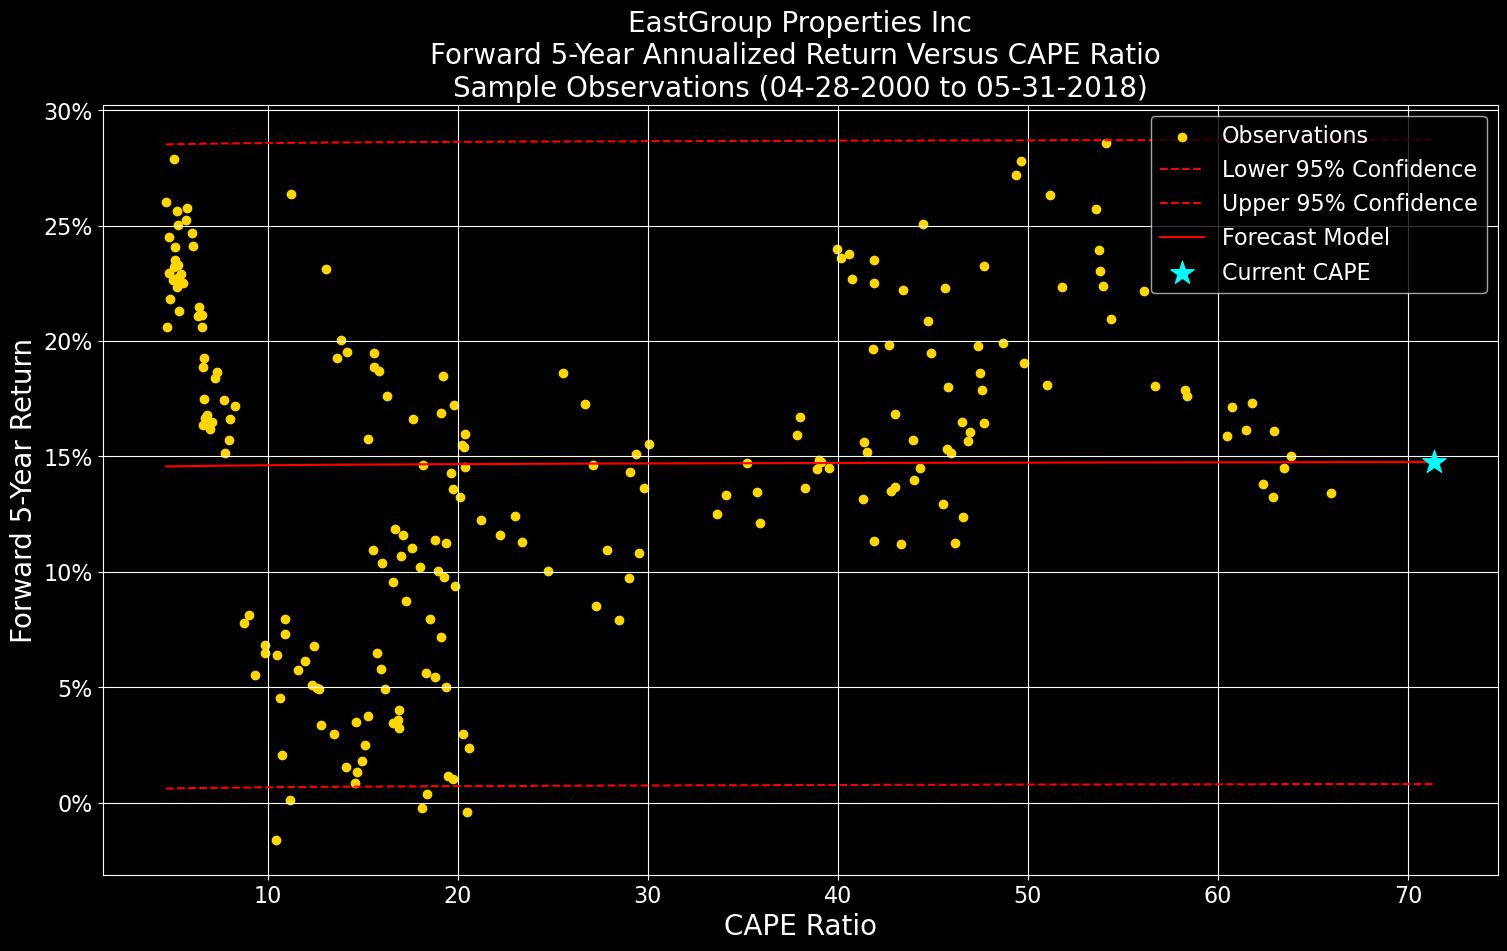 EastGroup Properties Inc
Forward 5-Year Annualized Return Versus CAPE Ratio
Sample Observations (04-28-2000 to 05-31-2018)
Forward 5-Year Return
30%
25%
20%
15%
10%
5%
0%
Observations
Lower 95% Confidence
Upper 95% Confidence
Forecast Model
Current CAPE
10 20 30 40 50 60 70
CAPE Ratio